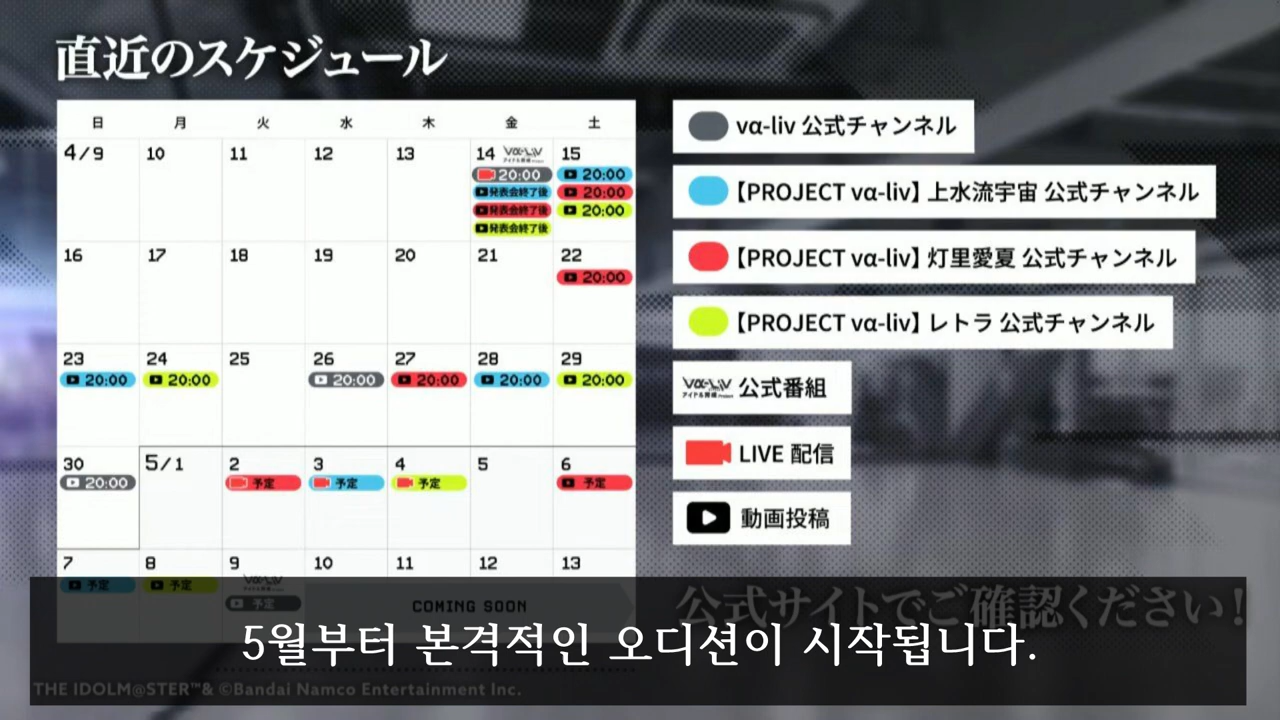 直近のスケジュール
日 月 火 水 木 金 土
4/9 10 11 12 13 14 vα-liv 15
20:00 20:00
発表会終了後 20:00
発表会終了後 20:00
発表会終了後
16 17 18 19 20 21 22
20:00
23 24 25 26 27 28 29
20:00 20:00 20:00 20:00 20:00 20:00
30 5/1 2 3 4 5 6
20:00 予定 予定 予定 予定
7 8 9 10 11 12 13
予定 予定 vα-liv
予定 COMING SOON
vα-liv 公式チャンネル
【PROJECT vα-liv】上水流宇宙 公式チャンネル
【PROJECT vα-liv】灯里愛夏 公式チャンネル
【PROJECT vα-liv】レトラ 公式チャンネル
vα-liv 公式番組
LIVE 配信
動画投稿
公式サイトでご確認ください!
5월부터 본격적인 오디션이 시작됩니다.
THE IDOLM@STER™& ©Bandai Namco Entertainment Inc.